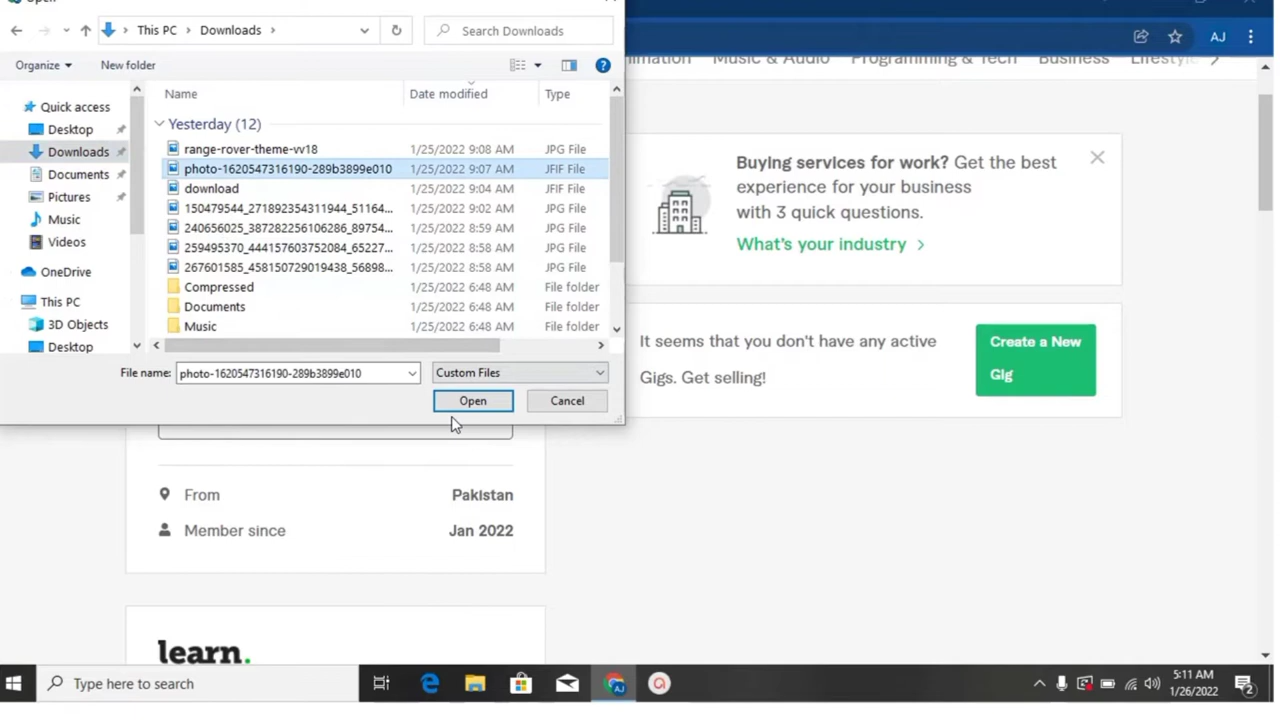 Open
This PC > Downloads >
Search Downloads
AJ
Organize
New folder
Music & Audio
Programming & Tech
Business
Lifestyle
Name
Date modified
Type
Quick access
Desktop
Downloads
Documents
Pictures
Music
Videos
OneDrive
This PC
3D Objects
Desktop
Yesterday (12)
range-rover-theme-vv18 1/25/2022 9:08 AM JPG File
photo-1620547316190-289b3899e010 1/25/2022 9:07 AM JFIF File
download 1/25/2022 9:04 AM JFIF File
150479544_271892354311944_51164... 1/25/2022 9:02 AM JPG File
240656025_387282256106286_89754... 1/25/2022 8:59 AM JPG File
259495370_444157603752084_65227... 1/25/2022 8:58 AM JPG File
267601585_458150729019438_56898... 1/25/2022 8:58 AM JPG File
Compressed 1/25/2022 6:48 AM File folder
Documents 1/25/2022 6:48 AM File folder
Music 1/25/2022 6:48 AM File folder
File name: photo-1620547316190-289b3899e010
Custom Files
Open
Cancel
Buying services for work? Get the best
experience for your business
with 3 quick questions.
What's your industry >
It seems that you don't have any active
Gigs. Get selling!
Create a New
Gig
From Pakistan
Member since Jan 2022
learn.
Type here to search
AJ
5:11 AM
1/26/2022
2